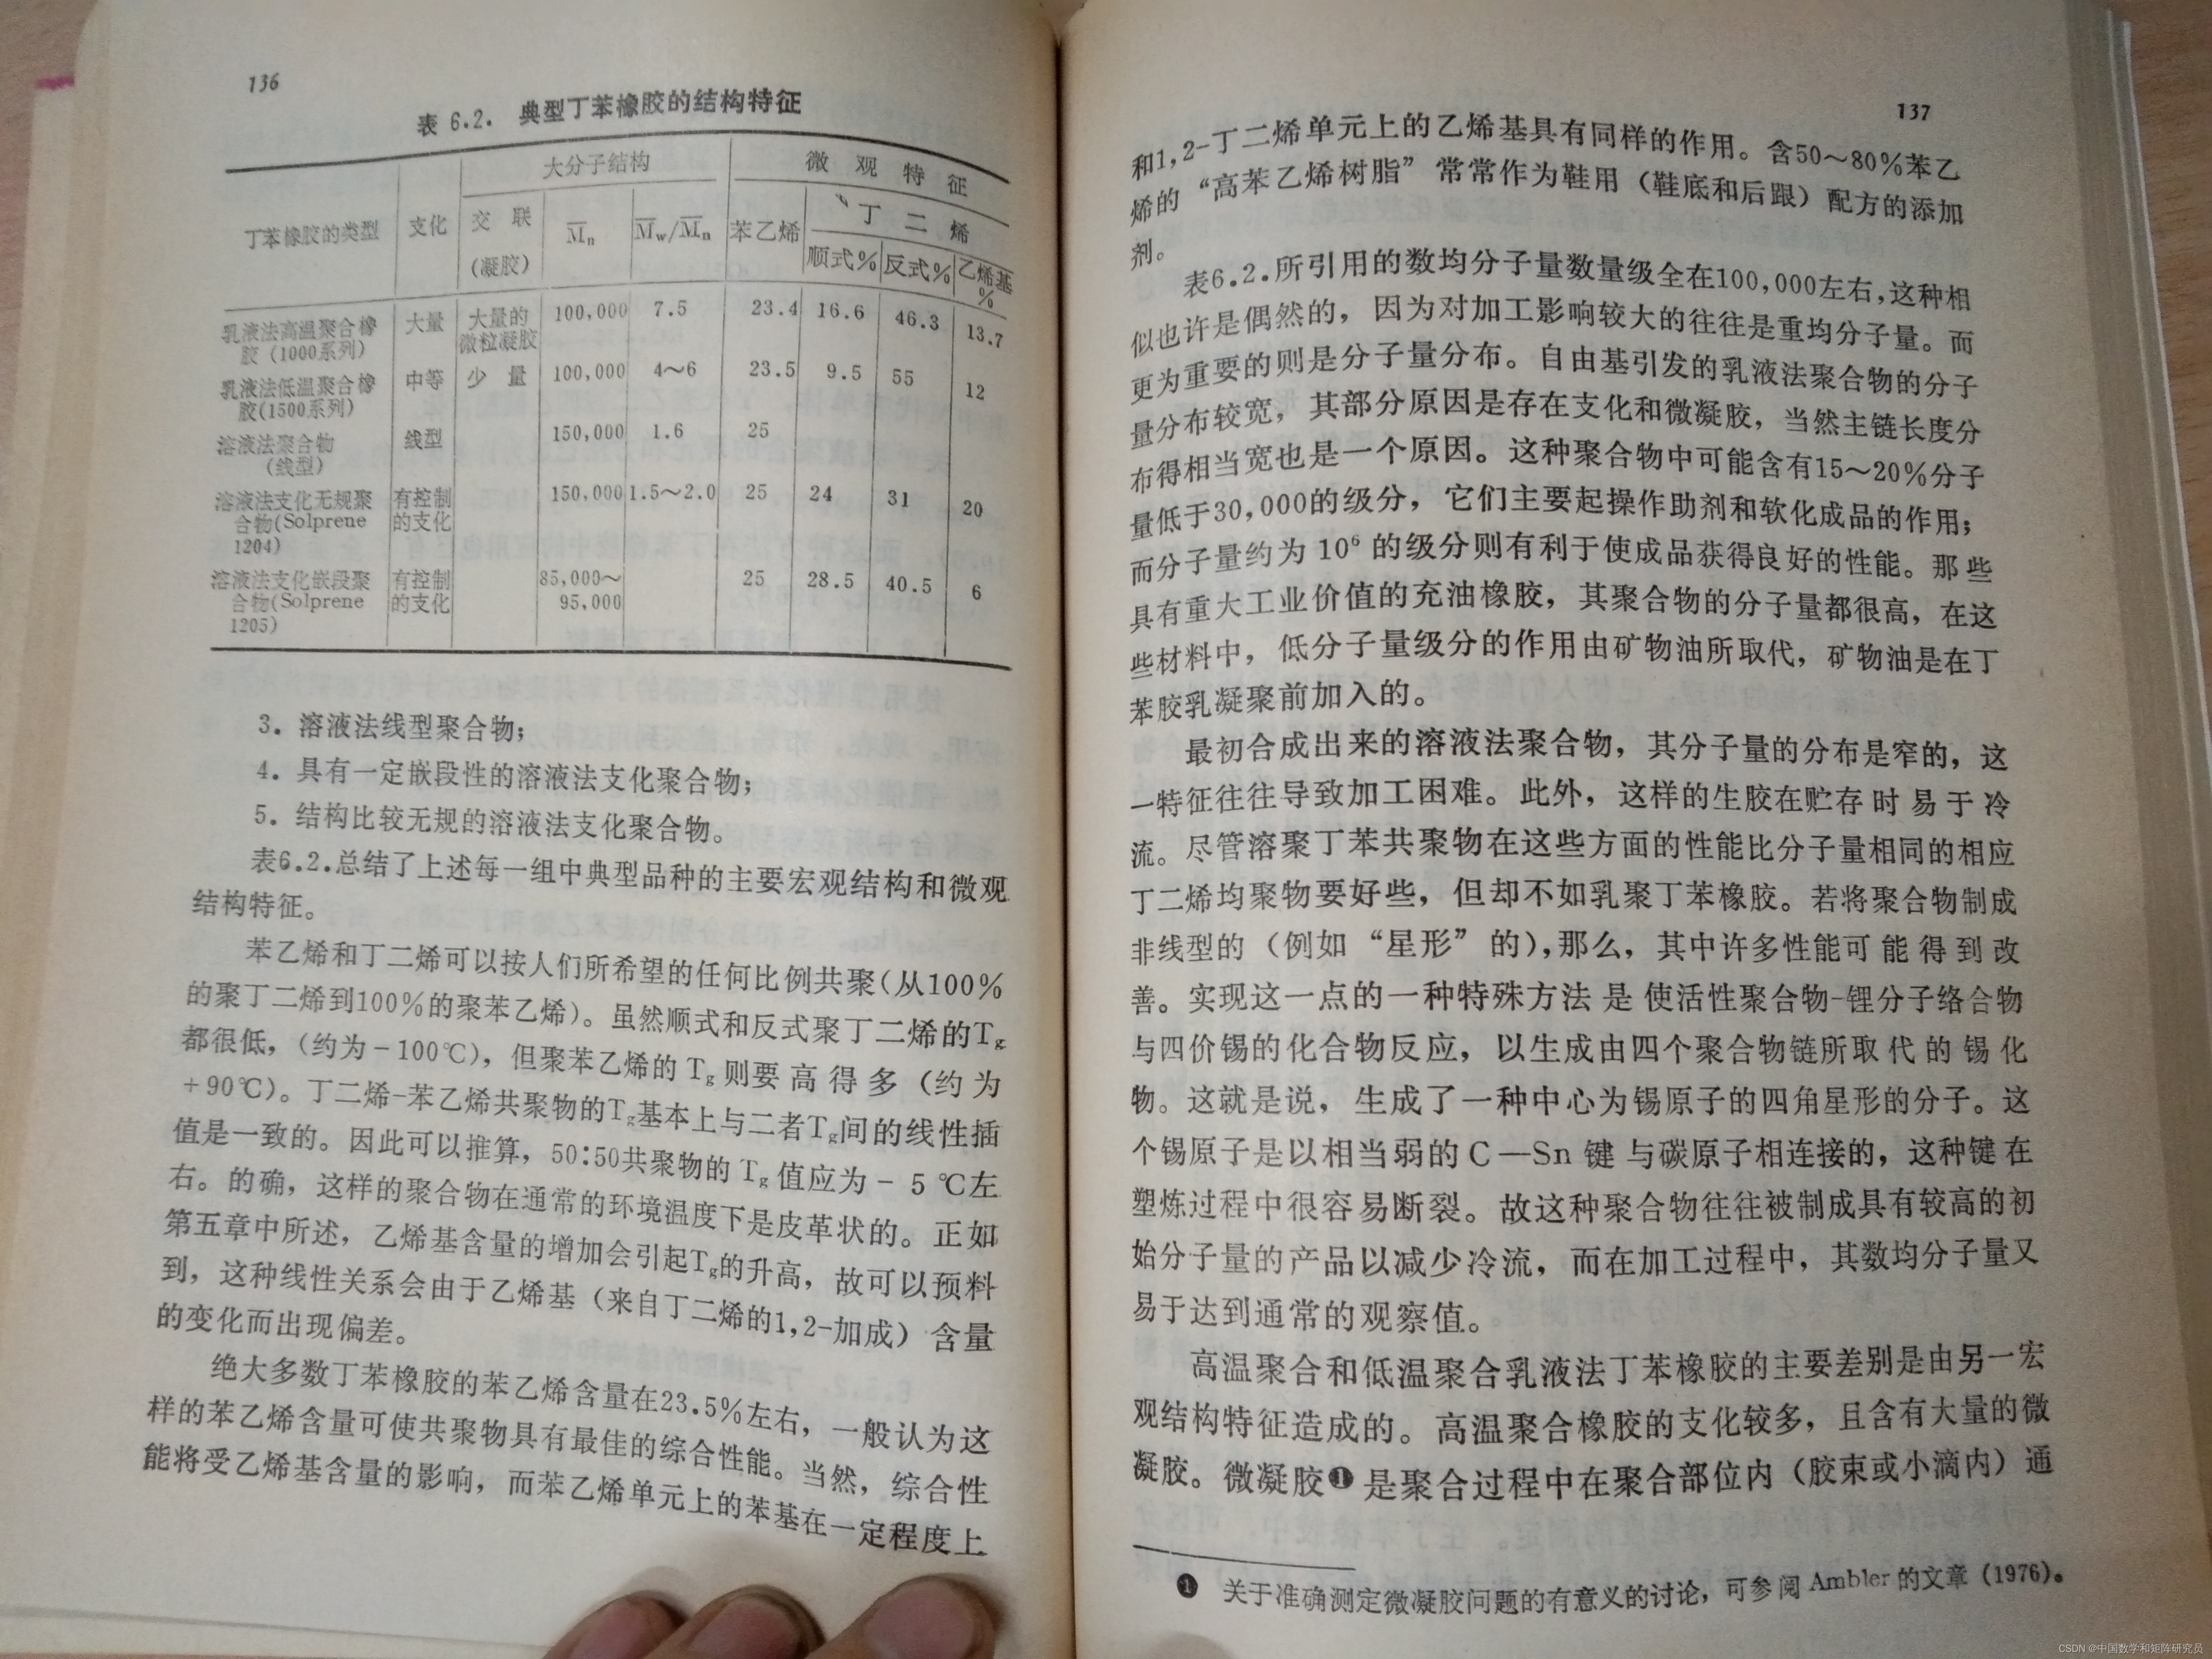 136
表 6.2. 典型丁苯橡胶的结构特征
丁苯橡胶的类型 支化 大分子结构 微观特征
交联(凝胶) M̄n M̄w/M̄n 苯乙烯 丁二烯
顺式% 反式% 乙烯基%
乳液法高温聚合橡胶(1000系列) 大量 大量的微粒凝胶 100,000 7.5 23.4 16.6 46.3 13.7
乳液法低温聚合橡胶(1500系列) 中等 少量 100,000 4～6 23.5 9.5 55 12
溶液法聚合物(线型) 线型 150,000 1.6 25
溶液法支化无规聚合物(Solprene 1204) 有控制的支化 150,000 1.5～2.0 25 24 31 20
溶液法支化嵌段聚合物(Solprene 1205) 有控制的支化 85,000～95,000 25 28.5 40.5 6
3. 溶液法线型聚合物；
4. 具有一定嵌段性的溶液法支化聚合物；
5. 结构比较无规的溶液法支化聚合物。
表6.2.总结了上述每一组中典型品种的主要宏观结构和微观
结构特征。
苯乙烯和丁二烯可以按人们所希望的任何比例共聚(从100%
的聚丁二烯到100%的聚苯乙烯)。虽然顺式和反式聚丁二烯的Tg
都很低，(约为－100℃)，但聚苯乙烯的Tg则要高得多（约为
＋90℃)。丁二烯-苯乙烯共聚物的Tg基本上与二者Tg间的线性插
值是一致的。因此可以推算，50:50共聚物的Tg值应为－5℃左
右。的确，这样的聚合物在通常的环境温度下是皮革状的。正如
第五章中所述，乙烯基含量的增加会引起Tg的升高，故可以预料
到，这种线性关系会由于乙烯基（来自丁二烯的1,2-加成）含量
的变化而出现偏差。
绝大多数丁苯橡胶的苯乙烯含量在23.5%左右，一般认为这
样的苯乙烯含量可使共聚物具有最佳的综合性能。当然，综合性
能将受乙烯基含量的影响，而苯乙烯单元上的苯基在一定程度上
137
和1,2-丁二烯单元上的乙烯基具有同样的作用。含50～80%苯乙
烯的“高苯乙烯树脂”常常作为鞋用（鞋底和后跟）配方的添加
剂。
表6.2.所引用的数均分子量数量级全在100,000左右,这种相
似也许是偶然的，因为对加工影响较大的往往是重均分子量。而
更为重要的则是分子量分布。自由基引发的乳液法聚合物的分子
量分布较宽，其部分原因是存在支化和微凝胶，当然主链长度分
布得相当宽也是一个原因。这种聚合物中可能含有15～20%分子
量低于30,000的级分，它们主要起操作助剂和软化成品的作用；
而分子量约为10⁶的级分则有利于使成品获得良好的性能。那些
具有重大工业价值的充油橡胶，其聚合物的分子量都很高，在这
些材料中，低分子量级分的作用由矿物油所取代，矿物油是在丁
苯胶乳凝聚前加入的。
最初合成出来的溶液法聚合物，其分子量的分布是窄的，这
一特征往往导致加工困难。此外，这样的生胶在贮存时易于冷
流。尽管溶聚丁苯共聚物在这些方面的性能比分子量相同的相应
丁二烯均聚物要好些，但却不如乳聚丁苯橡胶。若将聚合物制成
非线型的（例如“星形”的),那么，其中许多性能可能得到改
善。实现这一点的一种特殊方法是使活性聚合物-锂分子络合物
与四价锡的化合物反应，以生成由四个聚合物链所取代的锡化
物。这就是说，生成了一种中心为锡原子的四角星形的分子。这
个锡原子是以相当弱的C—Sn键与碳原子相连接的，这种键在
塑炼过程中很容易断裂。故这种聚合物往往被制成具有较高的初
始分子量的产品以减少冷流，而在加工过程中，其数均分子量又
易于达到通常的观察值。
高温聚合和低温聚合乳液法丁苯橡胶的主要差别是由另一宏
观结构特征造成的。高温聚合橡胶的支化较多，且含有大量的微
凝胶。微凝胶❶是聚合过程中在聚合部位内（胶束或小滴内）通
❶ 关于准确测定微凝胶问题的有意义的讨论，可参阅Ambler的文章（1976)。
CSDN @中国数学和矩阵研究员